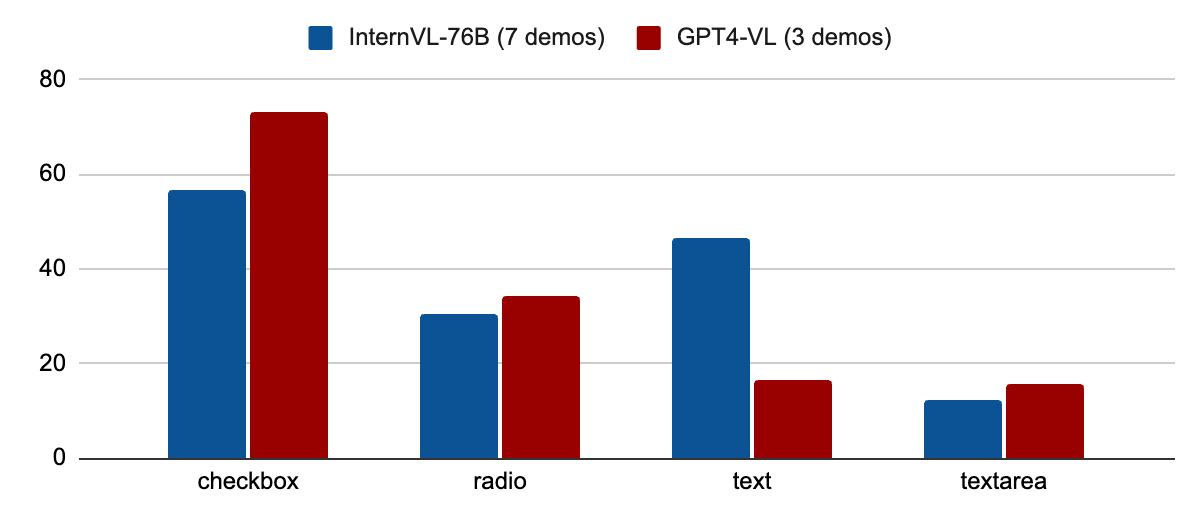 InternVL-76B (7 demos) GPT4-VL (3 demos)
80
60
40
20
0
checkbox radio text textarea